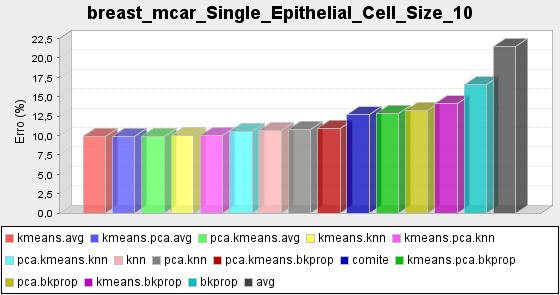 breast_mcar_Single_Epithelial_Cell_Size_10
22,5
20,0
17,5
15,0
12,5
10,0
7,5
5,0
2,5
0,0
Erro (%)
kmeans.avg kmeans.pca.avg pca.kmeans.avg kmeans.knn kmeans.pca.knn
pca.kmeans.knn knn pca.knn pca.kmeans.bkprop comite kmeans.pca.bkprop
pca.bkprop kmeans.bkprop bkprop avg